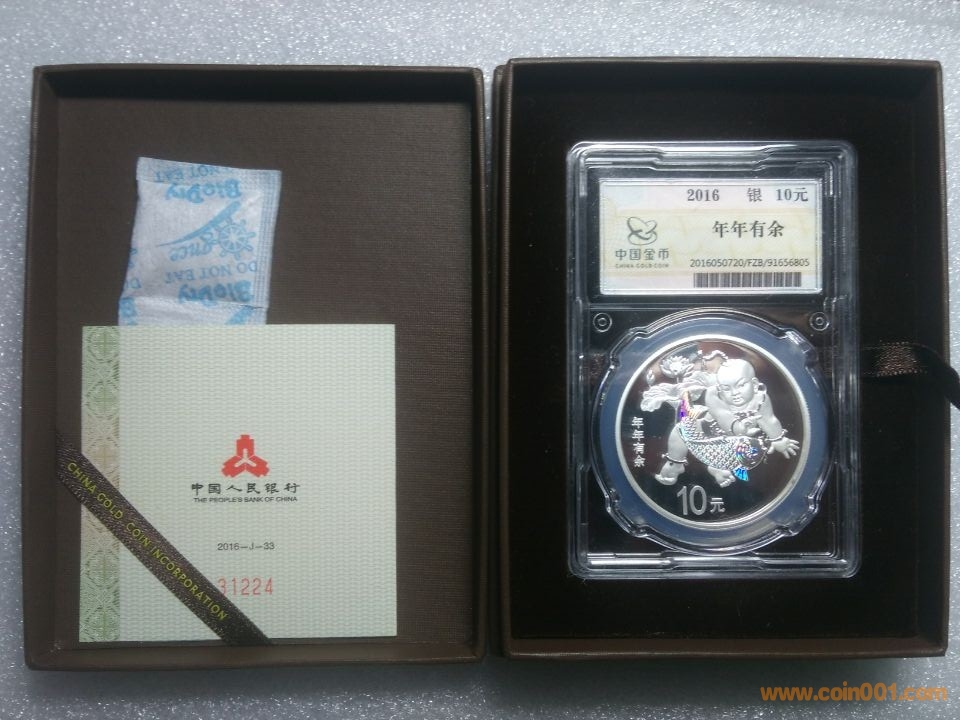 BioDry
DO NOT EAT
DO NOT EAT
BioDry
中国人民银行
THE PEOPLE'S BANK OF CHINA
2016-J-33
31224
CHINA GOLD COIN INCORPORATION
2016 银 10元
年年有余
中国金币
CHINA GOLD COIN
2016050720/FZB/91656805
年年有余
10元
www.coin001.com